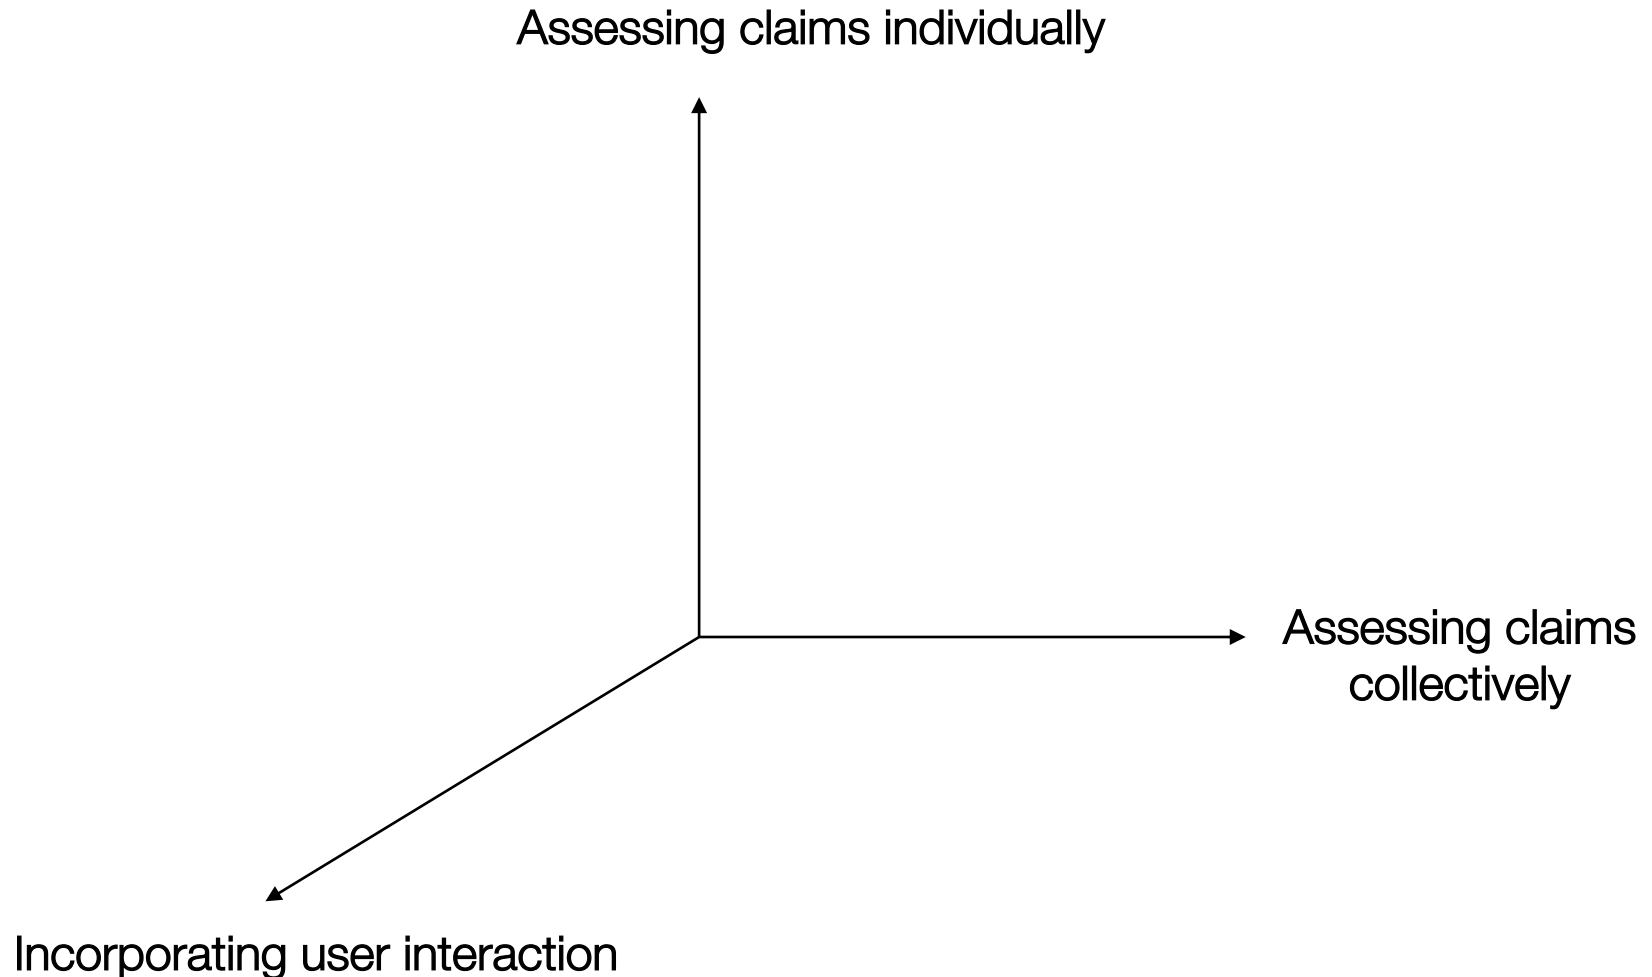 Assessing claims individually
Assessing claims
collectively
Incorporating user interaction